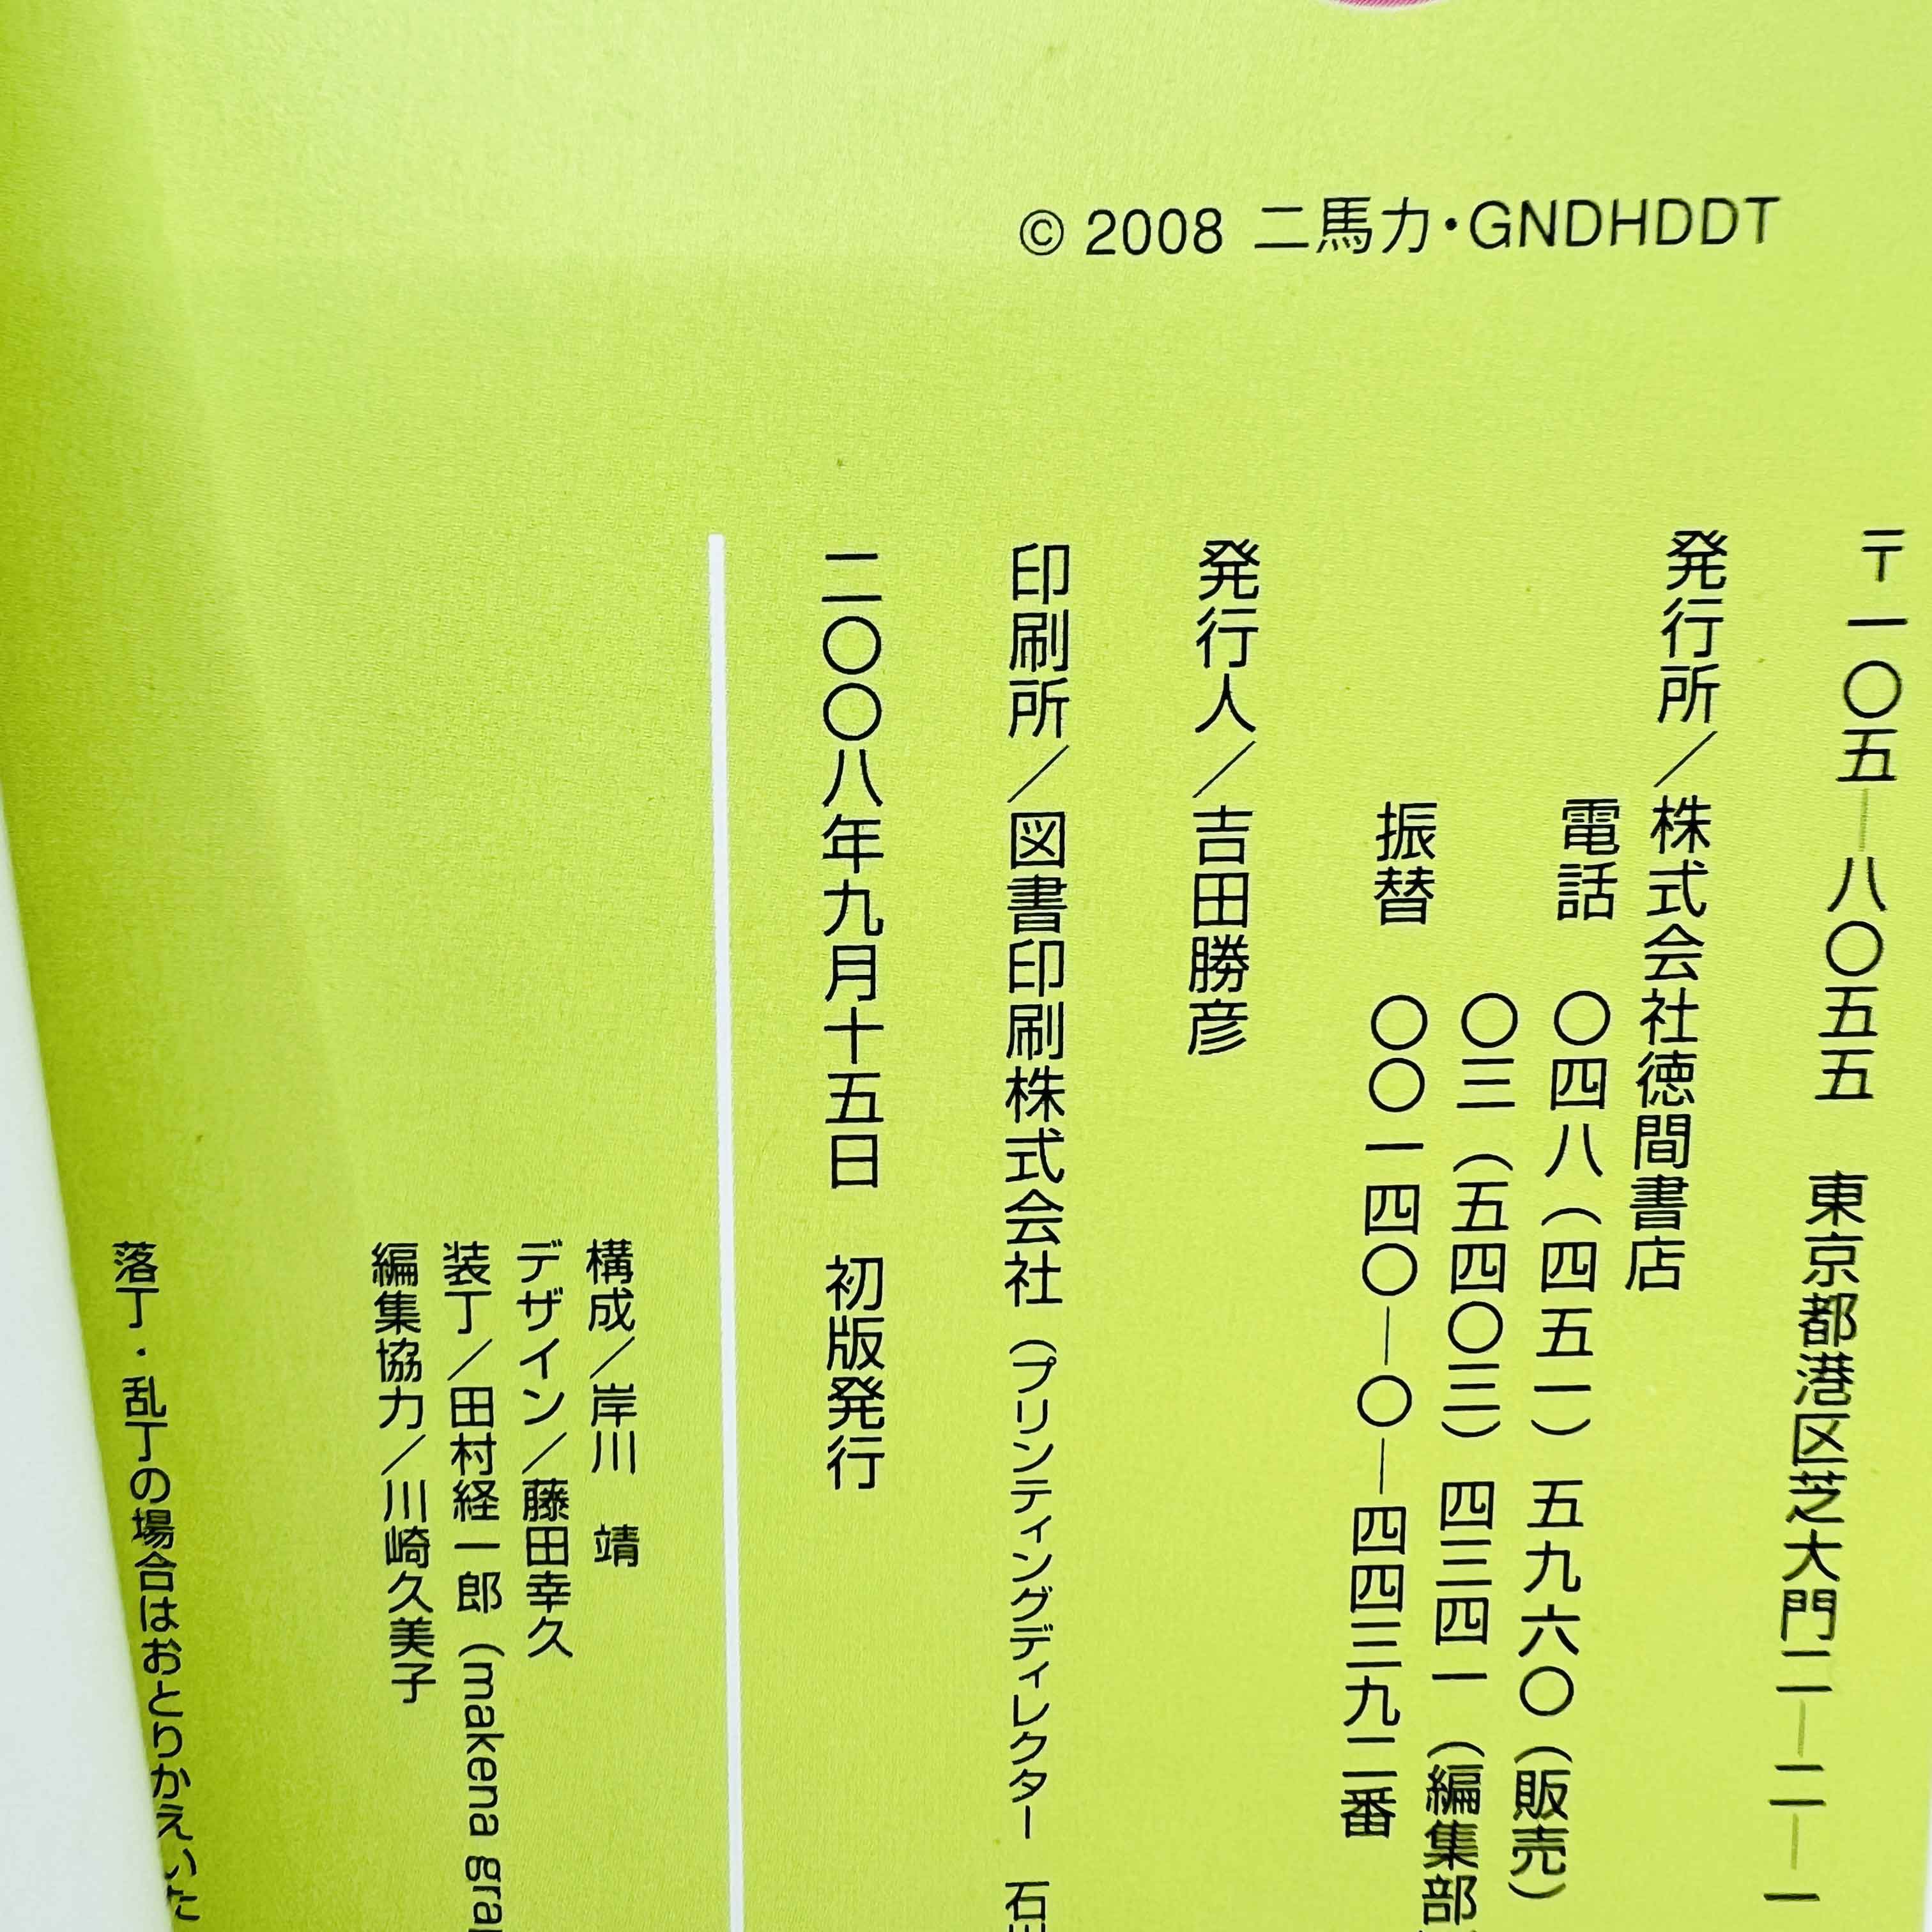 © 2008 二馬力・GNDHDDT
〒一〇五―八〇五五　東京都港区芝大門二―二―一
発行所／株式会社徳間書店
電話　〇四八（四五一）五九六〇（販売）
〇三（五四〇三）四三四一（編集部
振替　〇〇一四〇―〇―四四三九二番
発行人／吉田勝彦
印刷所／図書印刷株式会社（プリンティングディレクター　石
二〇〇八年九月十五日　初版発行
構成／岸川　靖
デザイン／藤田幸久
装丁／田村経一郎（makena gra
編集協力／川崎久美子
落丁・乱丁の場合はおとりかえいた